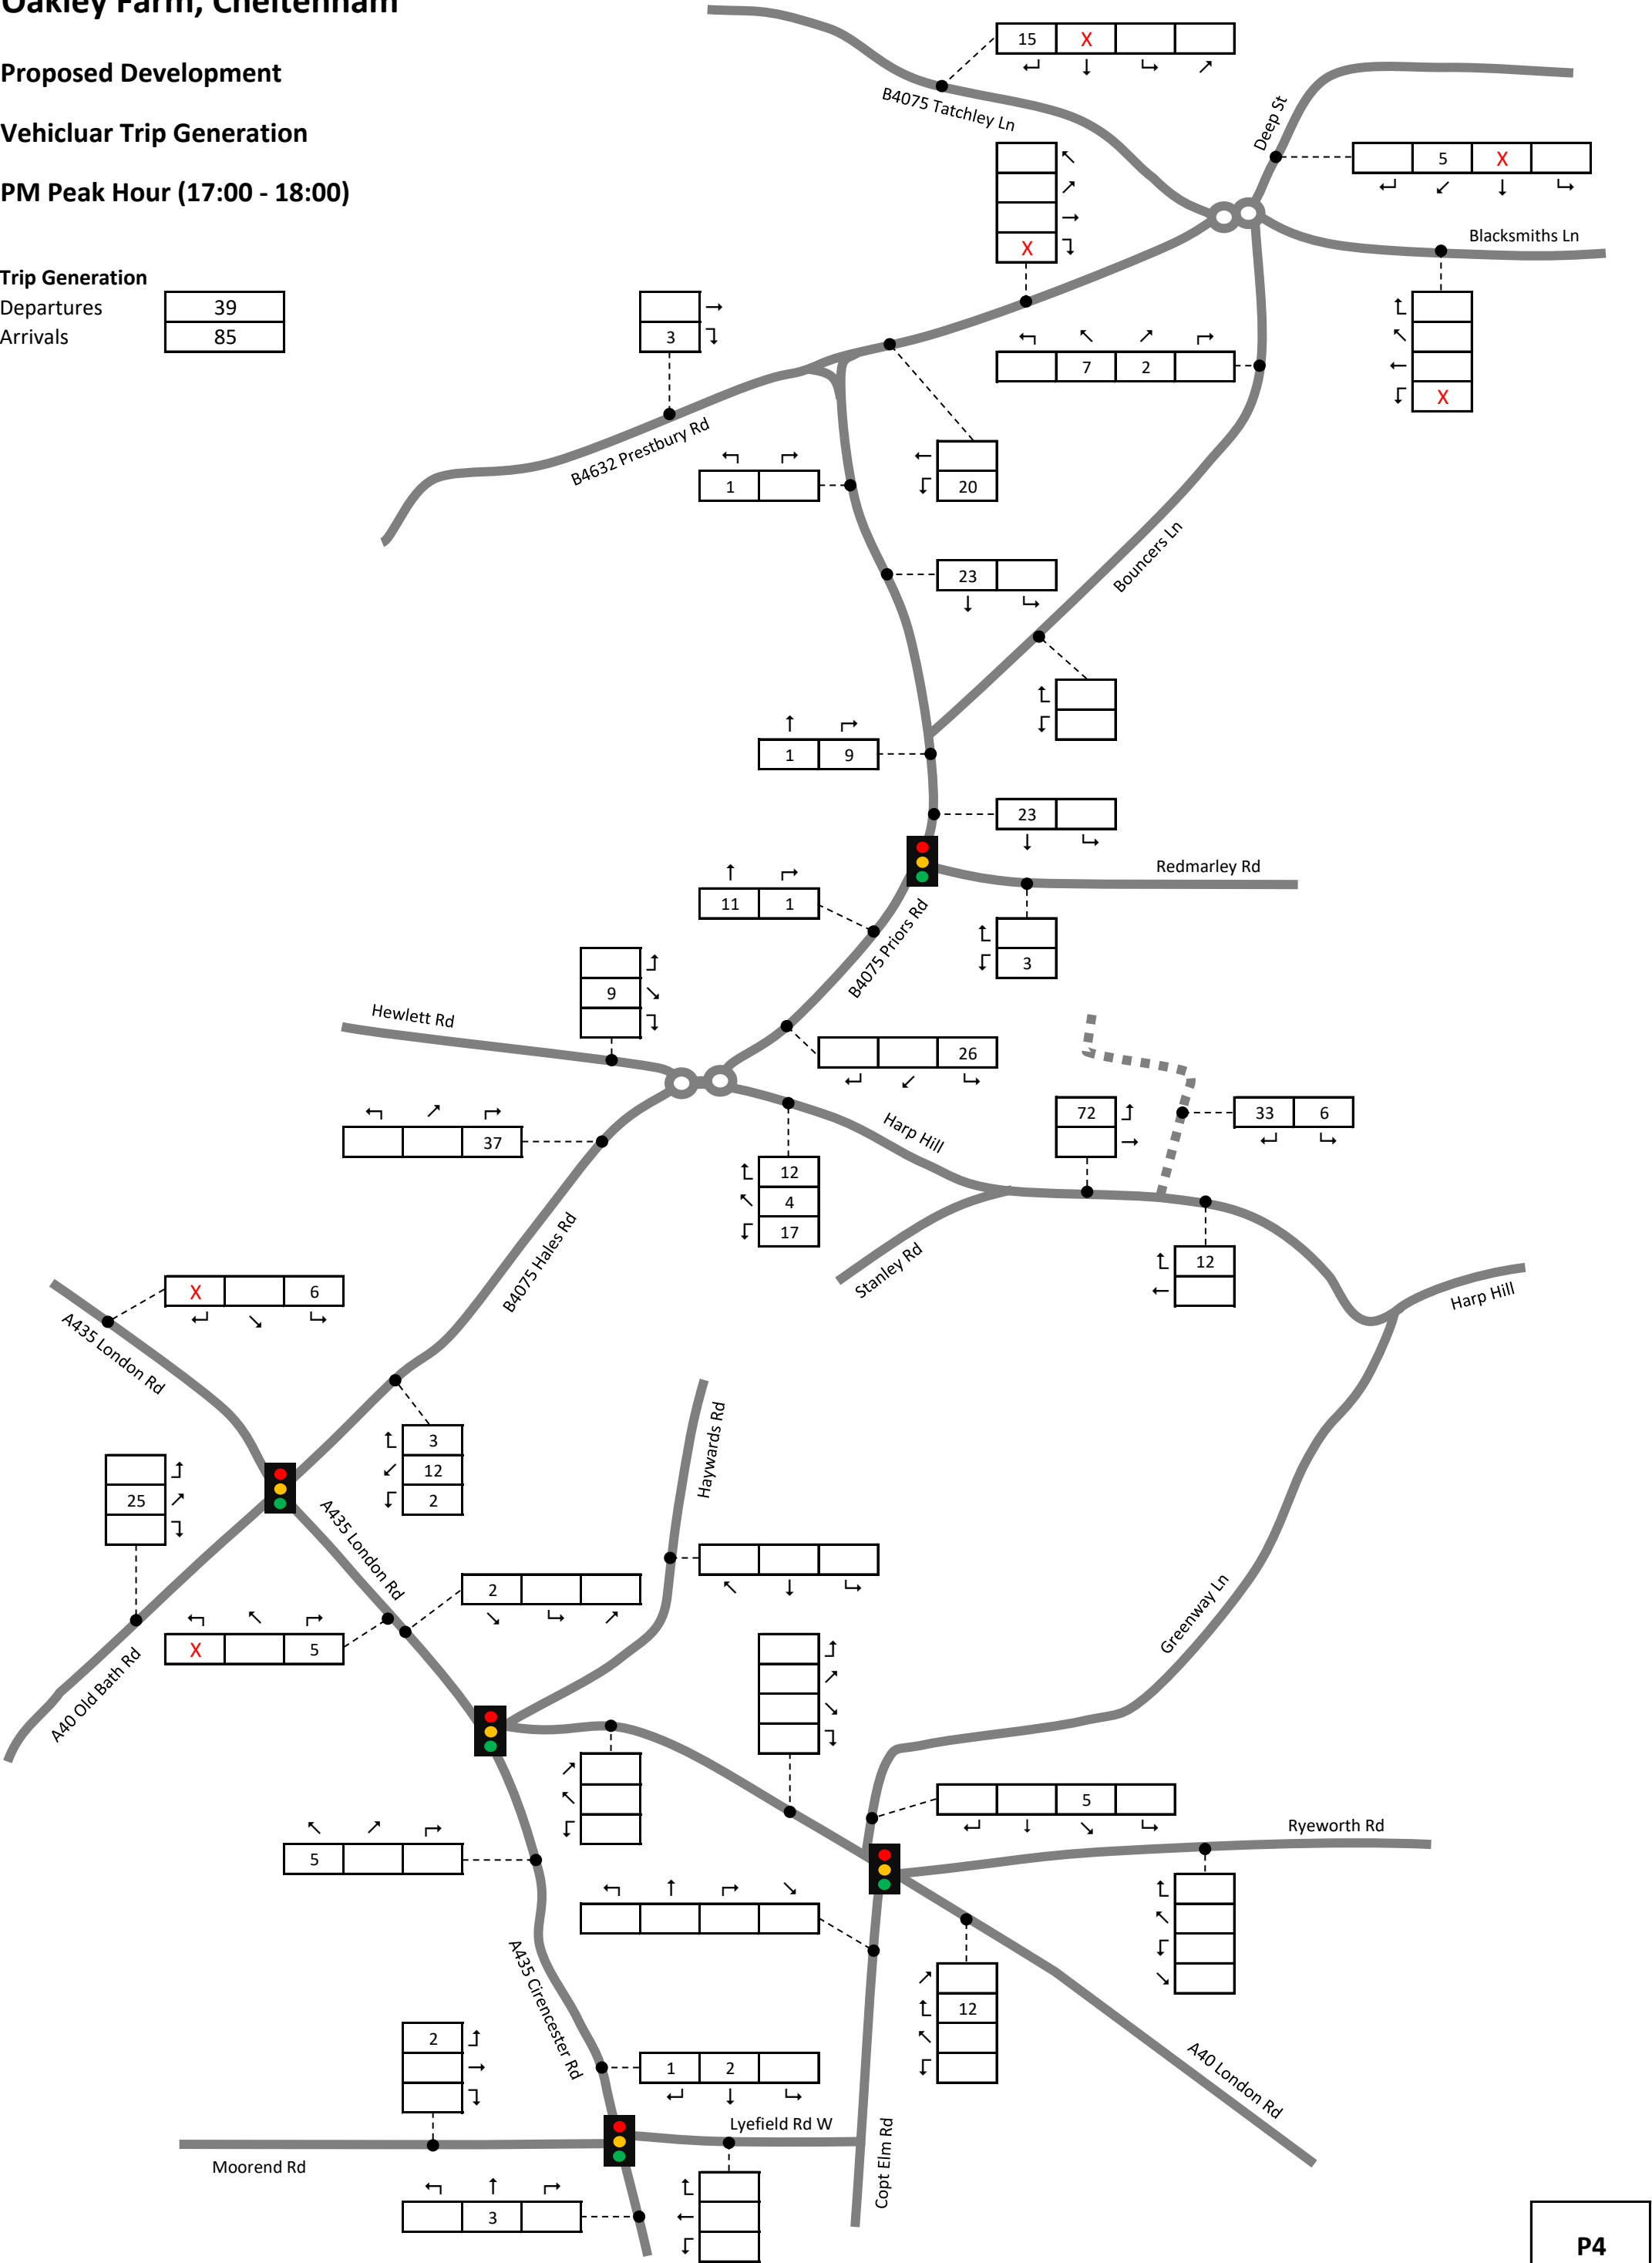 Oakley Farm, Cheltenham
Proposed Development
Vehicluar Trip Generation
PM Peak Hour (17:00 - 18:00)
Trip Generation
Departures 39
Arrivals 85
15 X
B4075 Tatchley Ln
Deep St
5 X
X
Blacksmiths Ln
X
3
7 2
B4632 Prestbury Rd
1
20
Bouncers Ln
23
1 9
23
Redmarley Rd
11 1
B4075 Priors Rd
3
9
Hewlett Rd
26
37
Harp Hill
72
33 6
12
4
17
Stanley Rd
12
Harp Hill
B4075 Hales Rd
X 6
A435 London Rd
3
12
2
25
Haywards Rd
A435 London Rd
2
X 5
A40 Old Bath Rd
Greenway Ln
5
Ryeworth Rd
5
12
A435 Cirencester Rd
A40 London Rd
2
1 2
Lyefield Rd W
Moorend Rd
Copt Elm Rd
3
P4